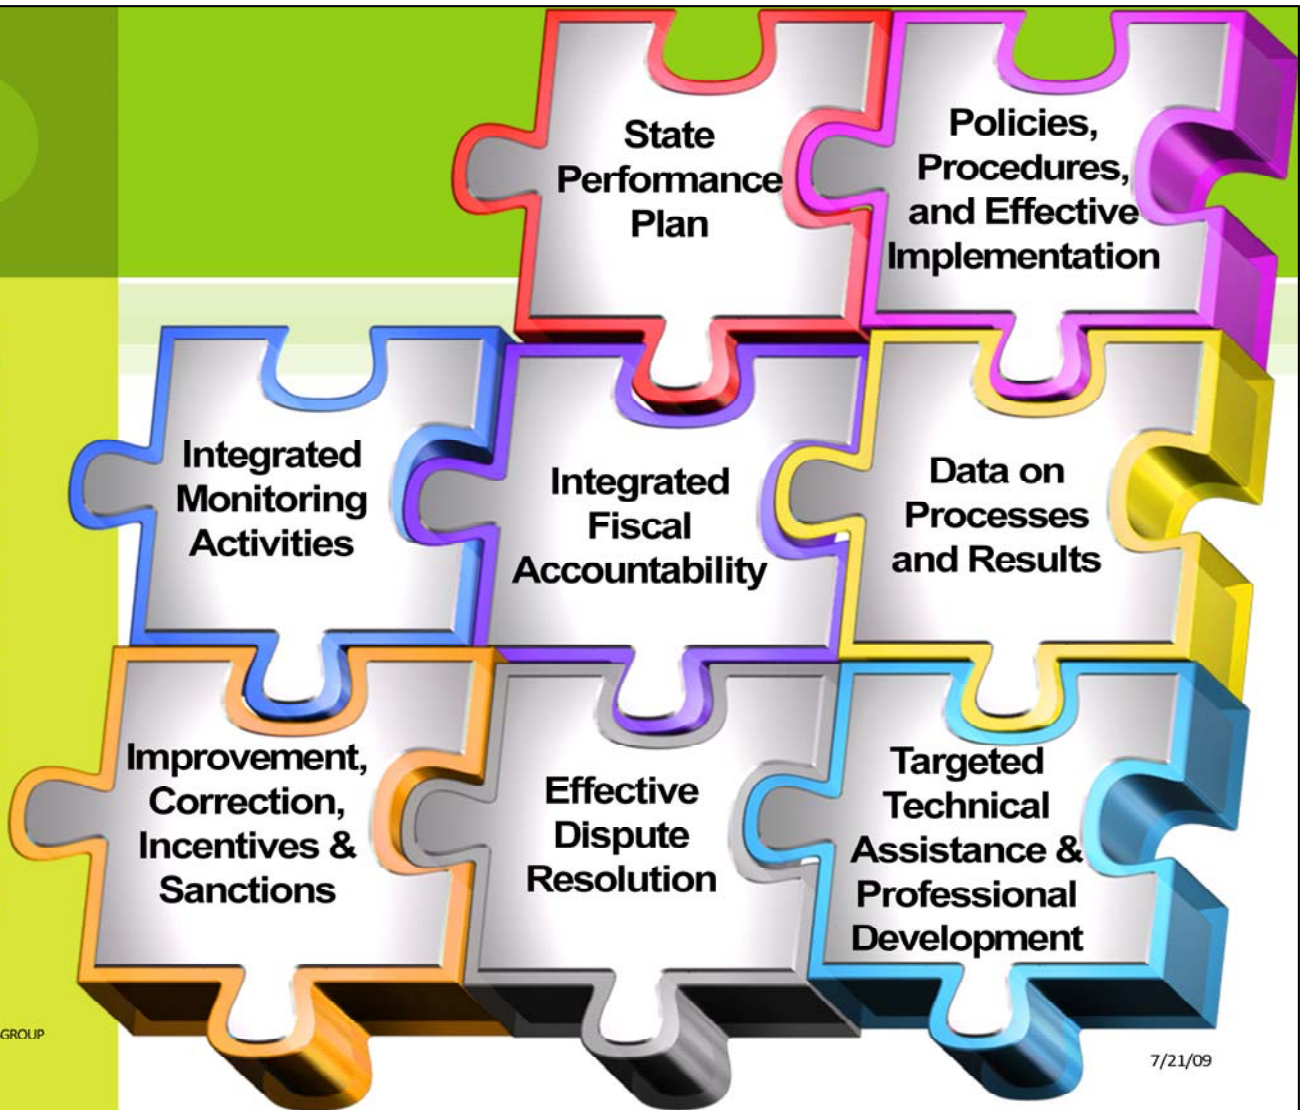 State
Performance
Plan
Policies,
Procedures,
and Effective
Implementation
Integrated
Monitoring
Activities
Integrated
Fiscal
Accountability
Data on
Processes
and Results
Improvement,
Correction,
Incentives &
Sanctions
Effective
Dispute
Resolution
Targeted
Technical
Assistance &
Professional
Development
GROUP
7/21/09